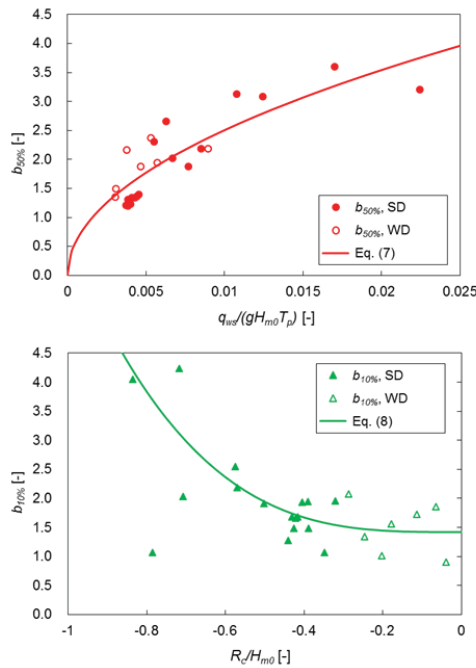 4.5
4.0
3.5
3.0
2.5
2.0
1.5
1.0
0.5
0.0
b50% [-]
b50%, SD
b50%, WD
Eq. (7)
0 0.005 0.01 0.015 0.02 0.025
qws/(gHm0Tp) [-]
4.5
4.0
3.5
3.0
2.5
2.0
1.5
1.0
0.5
0.0
b10% [-]
b10%, SD
b10%, WD
Eq. (8)
-1 -0.8 -0.6 -0.4 -0.2 0
Rc/Hm0 [-]